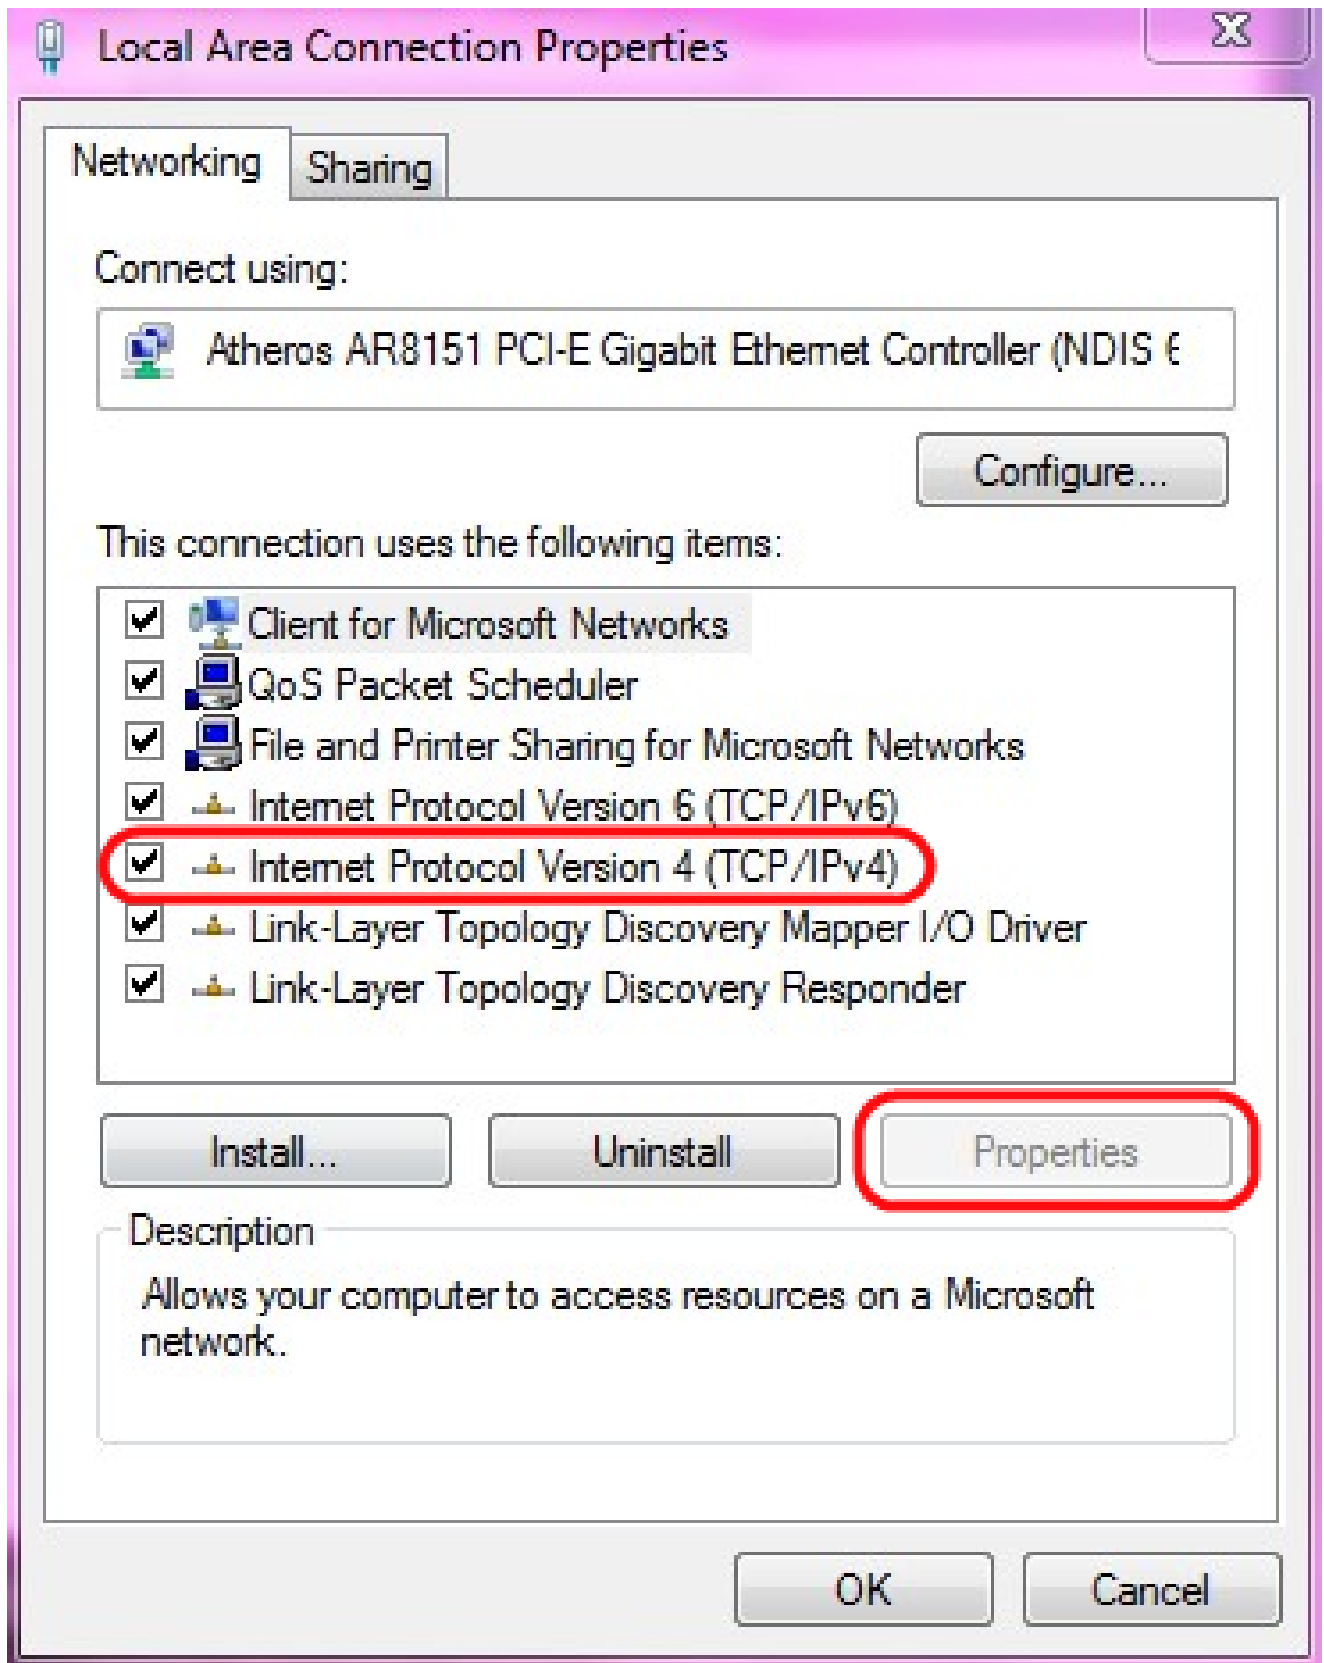 Local Area Connection Properties
Networking
Sharing
Connect using:
Atheros AR8151 PCI-E Gigabit Ethernet Controller (NDIS 6
Configure...
This connection uses the following items:
Client for Microsoft Networks
QoS Packet Scheduler
File and Printer Sharing for Microsoft Networks
Internet Protocol Version 6 (TCP/IPv6)
Internet Protocol Version 4 (TCP/IPv4)
Link-Layer Topology Discovery Mapper I/O Driver
Link-Layer Topology Discovery Responder
Install...
Uninstall
Properties
Description
Allows your computer to access resources on a Microsoft
network.
OK
Cancel